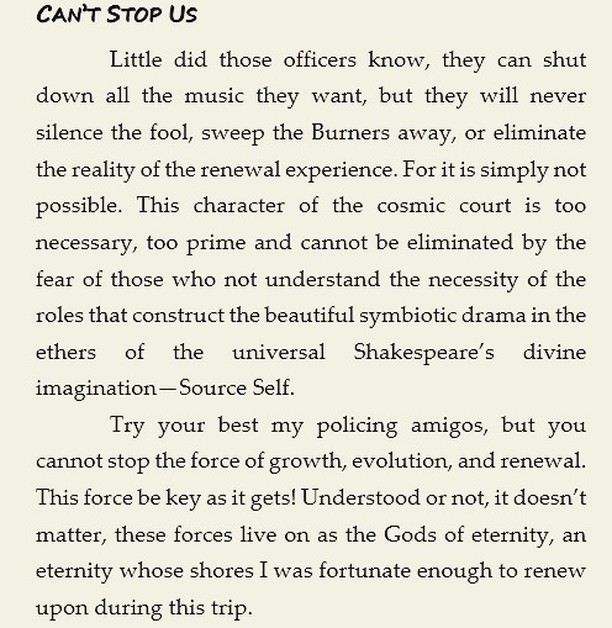 CAN'T STOP US
Little did those officers know, they can shut
down all the music they want, but they will never
silence the fool, sweep the Burners away, or eliminate
the reality of the renewal experience. For it is simply not
possible. This character of the cosmic court is too
necessary, too prime and cannot be eliminated by the
fear of those who not understand the necessity of the
roles that construct the beautiful symbiotic drama in the
ethers of the universal Shakespeare's divine
imagination—Source Self.
Try your best my policing amigos, but you
cannot stop the force of growth, evolution, and renewal.
This force be key as it gets! Understood or not, it doesn't
matter, these forces live on as the Gods of eternity, an
eternity whose shores I was fortunate enough to renew
upon during this trip.